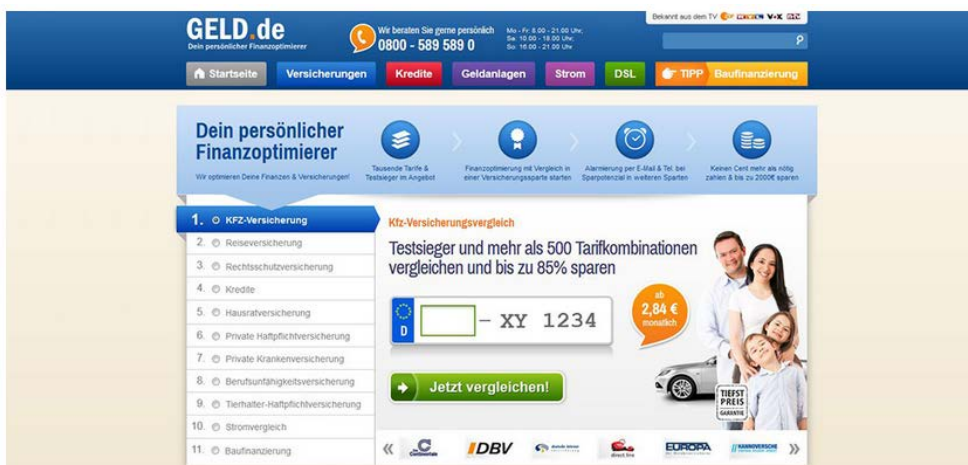 GELD.de
Dein persönlicher Finanzoptimierer
Wir beraten Sie gerne persönlich
0800 - 589 589 0
Mo - Fr: 8.00 - 21.00 Uhr;
Sa: 10.00 - 18.00 Uhr;
So: 16.00 - 21.00 Uhr
Bekannt aus dem TV
Startseite
Versicherungen
Kredite
Geldanlagen
Strom
DSL
TIPP
Baufinanzierung
Dein persönlicher
Finanzoptimierer
Wir optimieren Deine Finanzen & Versicherungen!
Tausende Tarife &
Testsieger im Angebot
Finanzoptimierung mit Vergleich in
einer Versicherungssparte starten
Alarmierung per E-Mail & Tel. bei
Sparpotenzial in weiteren Sparten
Keinen Cent mehr als nötig
zahlen & bis zu 2000€ sparen
1. KFZ-Versicherung
2. Reiseversicherung
3. Rechtsschutzversicherung
4. Kredite
5. Hausratversicherung
6. Private Haftpflichtversicherung
7. Private Krankenversicherung
8. Berufsunfähigkeitsversicherung
9. Tierhalter-Haftpflichtversicherung
10. Stromvergleich
11. Baufinanzierung
Kfz-Versicherungsvergleich
Testsieger und mehr als 500 Tarifkombinationen
vergleichen und bis zu 85% sparen
D
- XY 1234
ab
2,84 €
monatlich
Jetzt vergleichen!
TIEFST
PREIS
GARANTIE
Continentale
DBV
direct line
EUROPA
HANNOVERSCHE